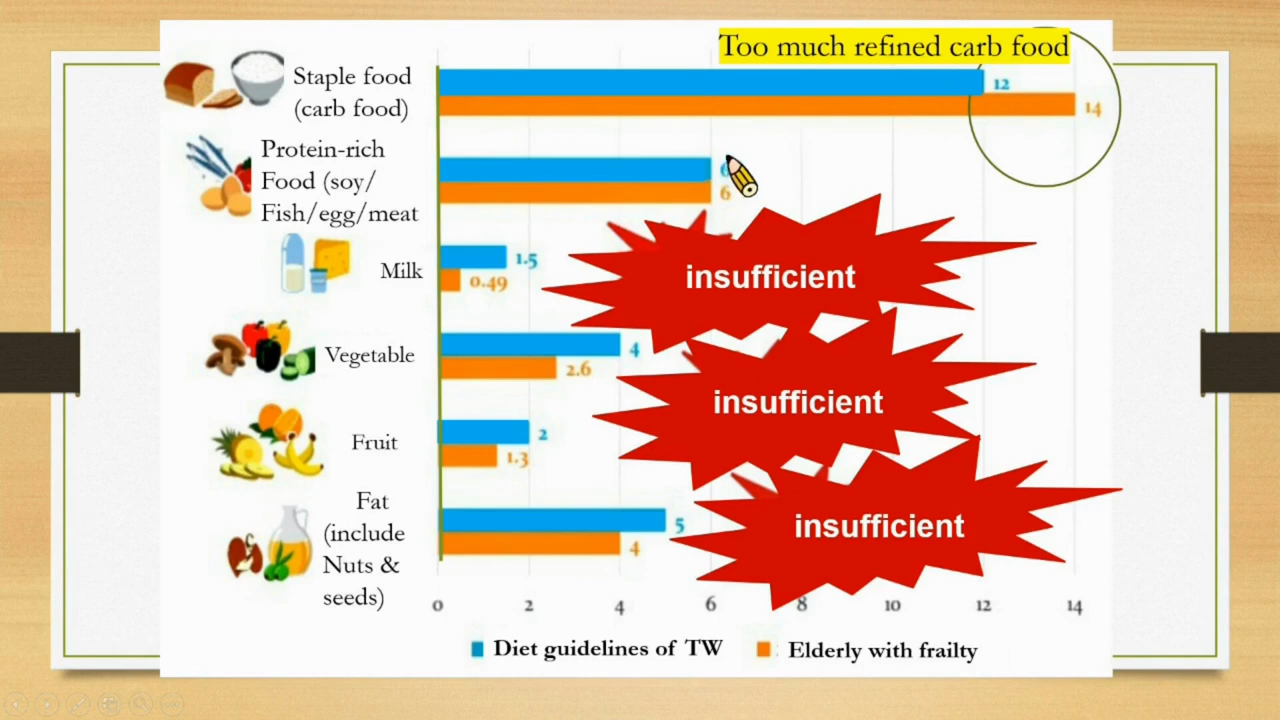 Too much refined carb food
Staple food
(carb food)
12
14
Protein-rich
Food (soy/
Fish/egg/meat
6
Milk
1.5
0.49
insufficient
Vegetable
4
2.6
insufficient
Fruit
2
1.3
Fat
(include
Nuts &
seeds)
5
4
insufficient
0 2 4 6 8 10 12 14
Diet guidelines of TW
Elderly with frailty